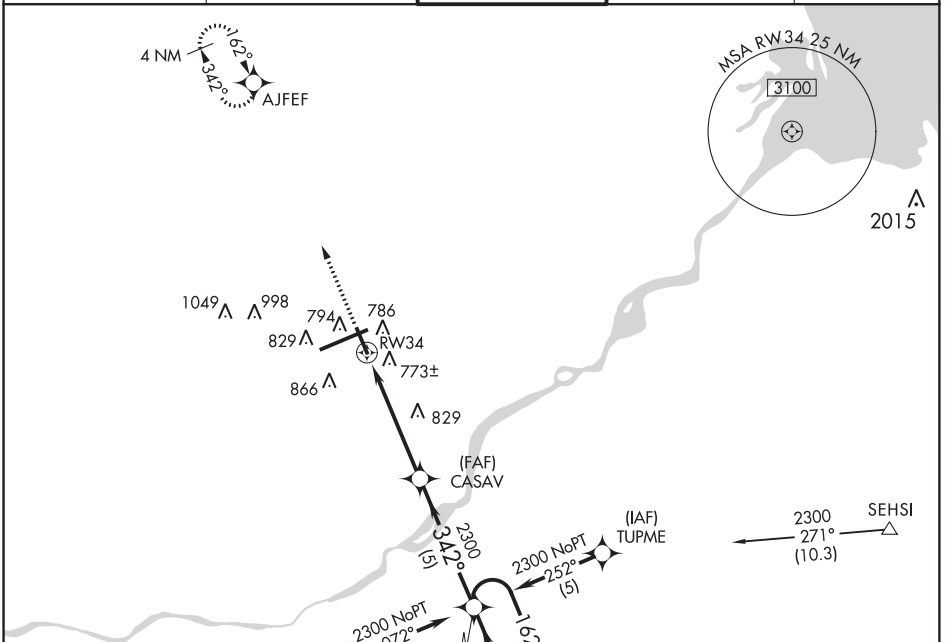 4 NM
162°
342°
AJFEF
MSA RW34 25 NM
3100
2015
1049
998
794
786
829
RW34
773±
866
829
(FAF)
CASAV
2300
342°
(5)
(IAF)
TUPME
2300 NoPT
252°
(5)
SEHSI
2300
271°
(10.3)
2300 NoPT
072°